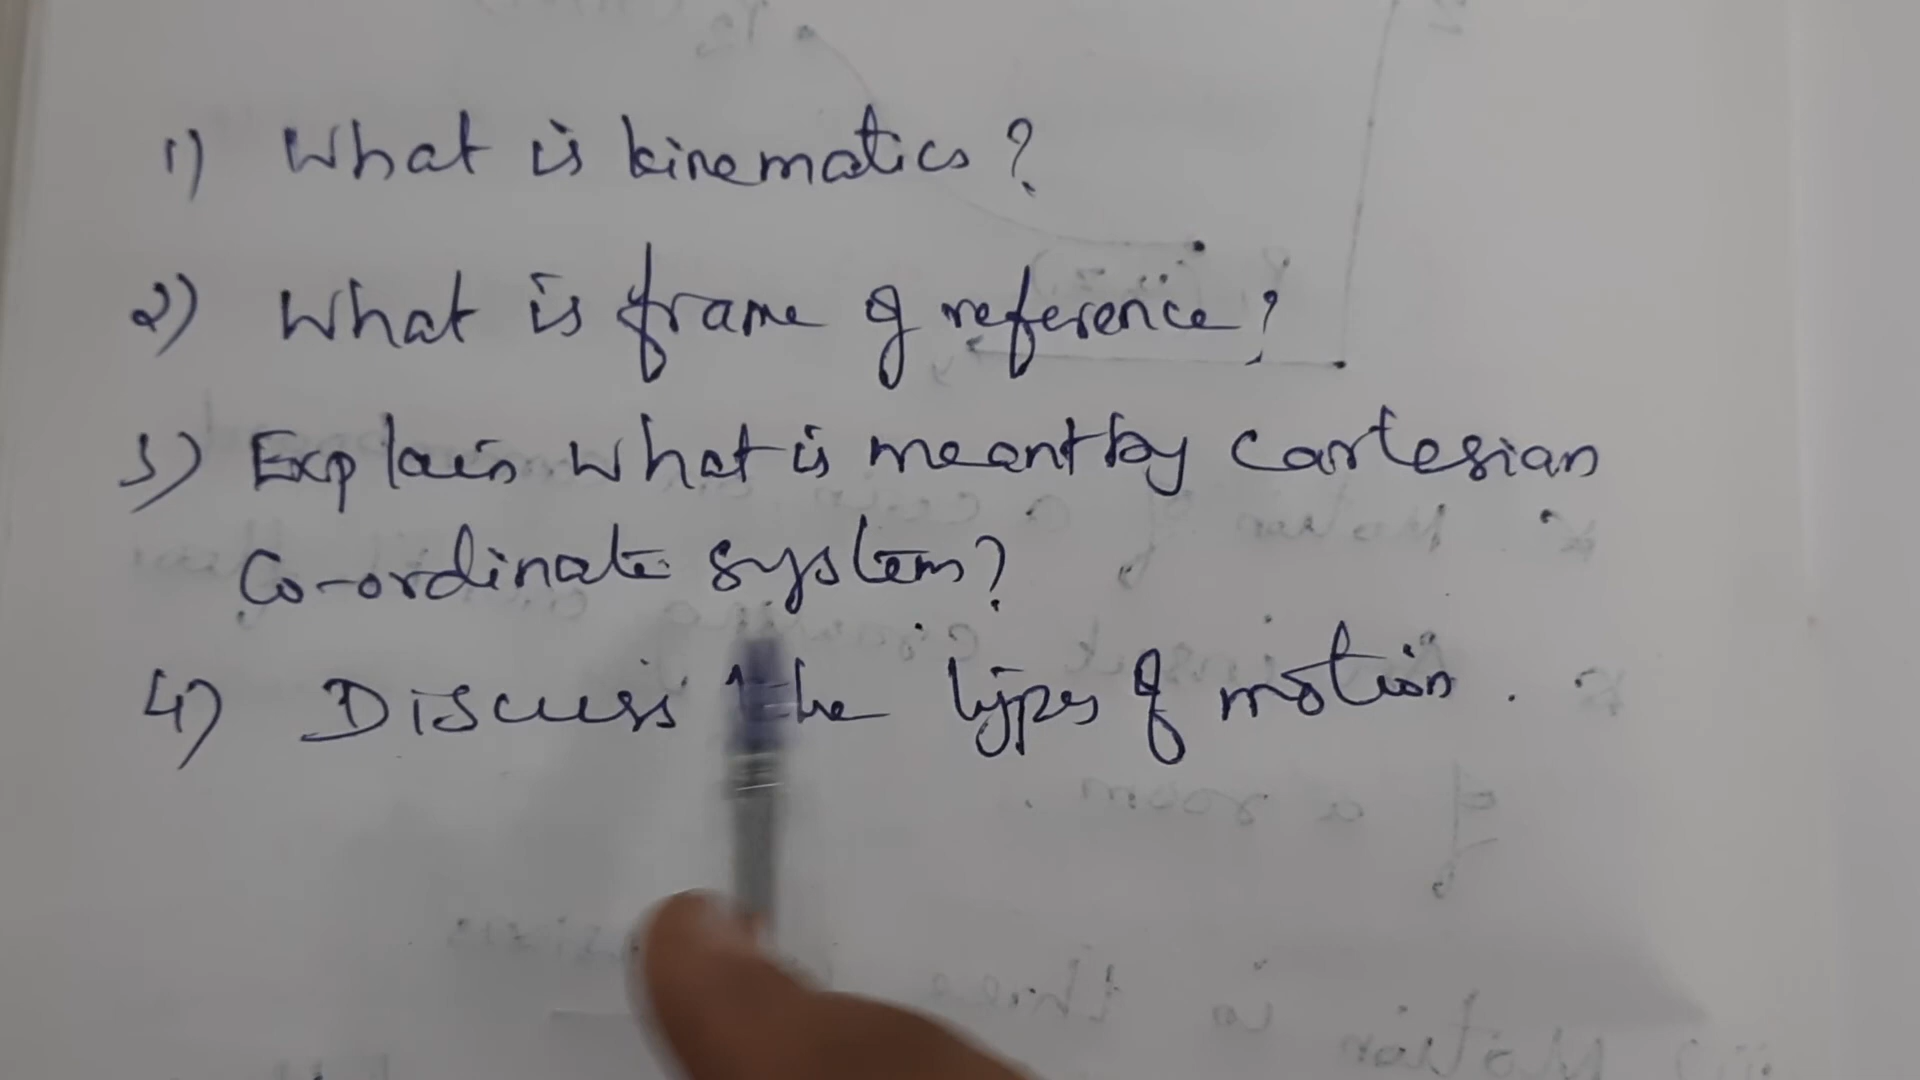 1) What is kinematics?
2) What is frame of reference?
3) Explain what is meant by cartesian
Co-ordinate system?
4) Discuss the types of motion.